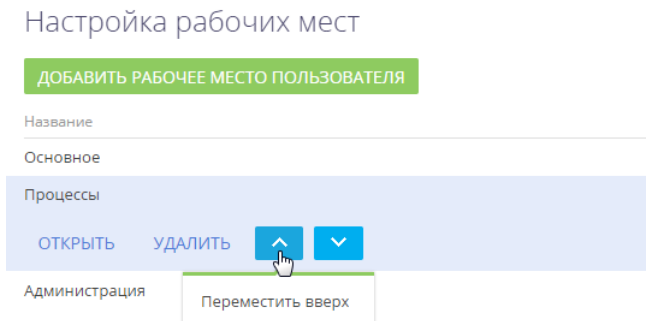 Настройка рабочих мест
ДОБАВИТЬ РАБОЧЕЕ МЕСТО ПОЛЬЗОВАТЕЛЯ
Название
Основное
Процессы
ОТКРЫТЬ УДАЛИТЬ
Администрация
Переместить вверх